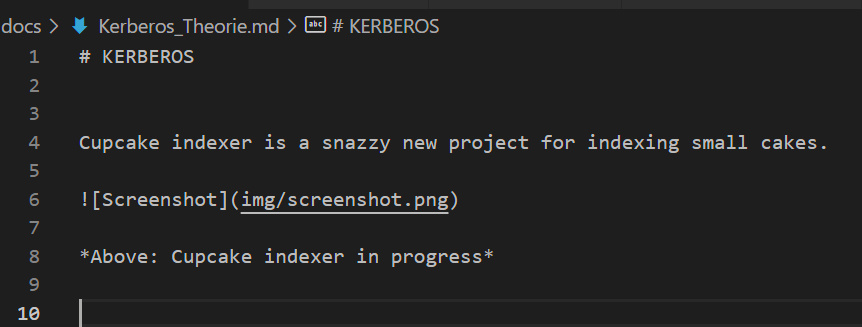 docs > Kerberos_Theorie.md > abc # KERBEROS
1 # KERBEROS
2
3
4 Cupcake indexer is a snazzy new project for indexing small cakes.
5
6 ![Screenshot](img/screenshot.png)
7
8 *Above: Cupcake indexer in progress*
9
10